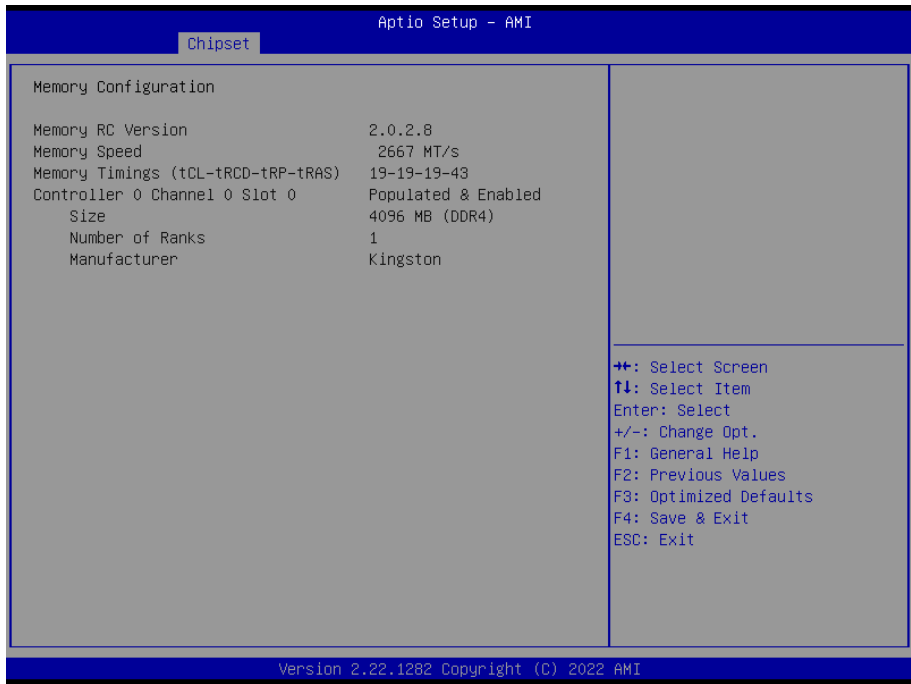 Aptio Setup – AMI
Chipset
Memory Configuration
Memory RC Version 2.0.2.8
Memory Speed 2667 MT/s
Memory Timings (tCL-tRCD-tRP-tRAS) 19-19-19-43
Controller 0 Channel 0 Slot 0 Populated & Enabled
Size 4096 MB (DDR4)
Number of Ranks 1
Manufacturer Kingston
→←: Select Screen
↑↓: Select Item
Enter: Select
+/-: Change Opt.
F1: General Help
F2: Previous Values
F3: Optimized Defaults
F4: Save & Exit
ESC: Exit
Version 2.22.1282 Copyright (C) 2022 AMI